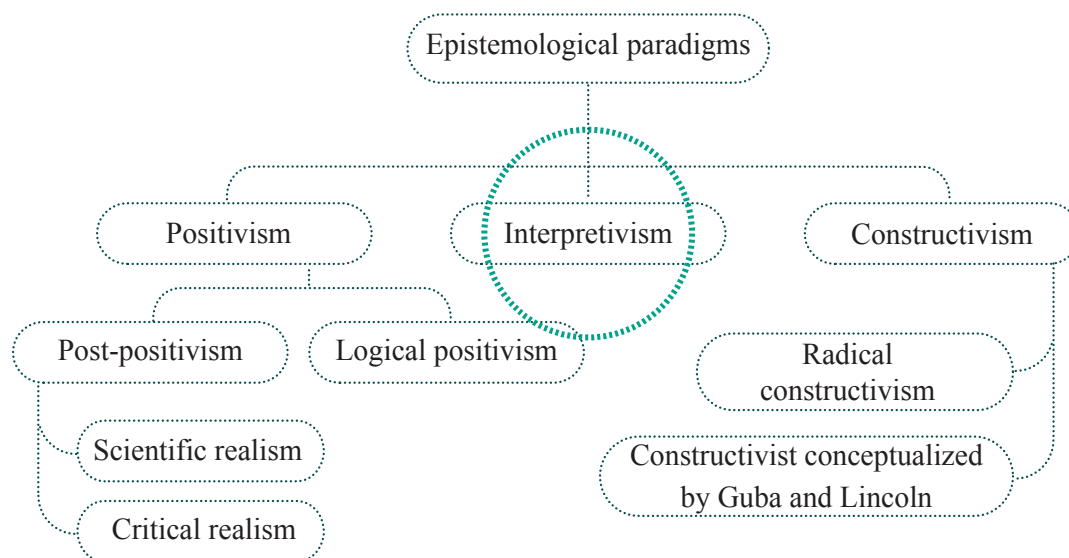 Epistemological paradigms
Positivism
Interpretivism
Constructivism
Post-positivism
Logical positivism
Radical
constructivism
Scientific realism
Constructivist conceptualized
by Guba and Lincoln
Critical realism